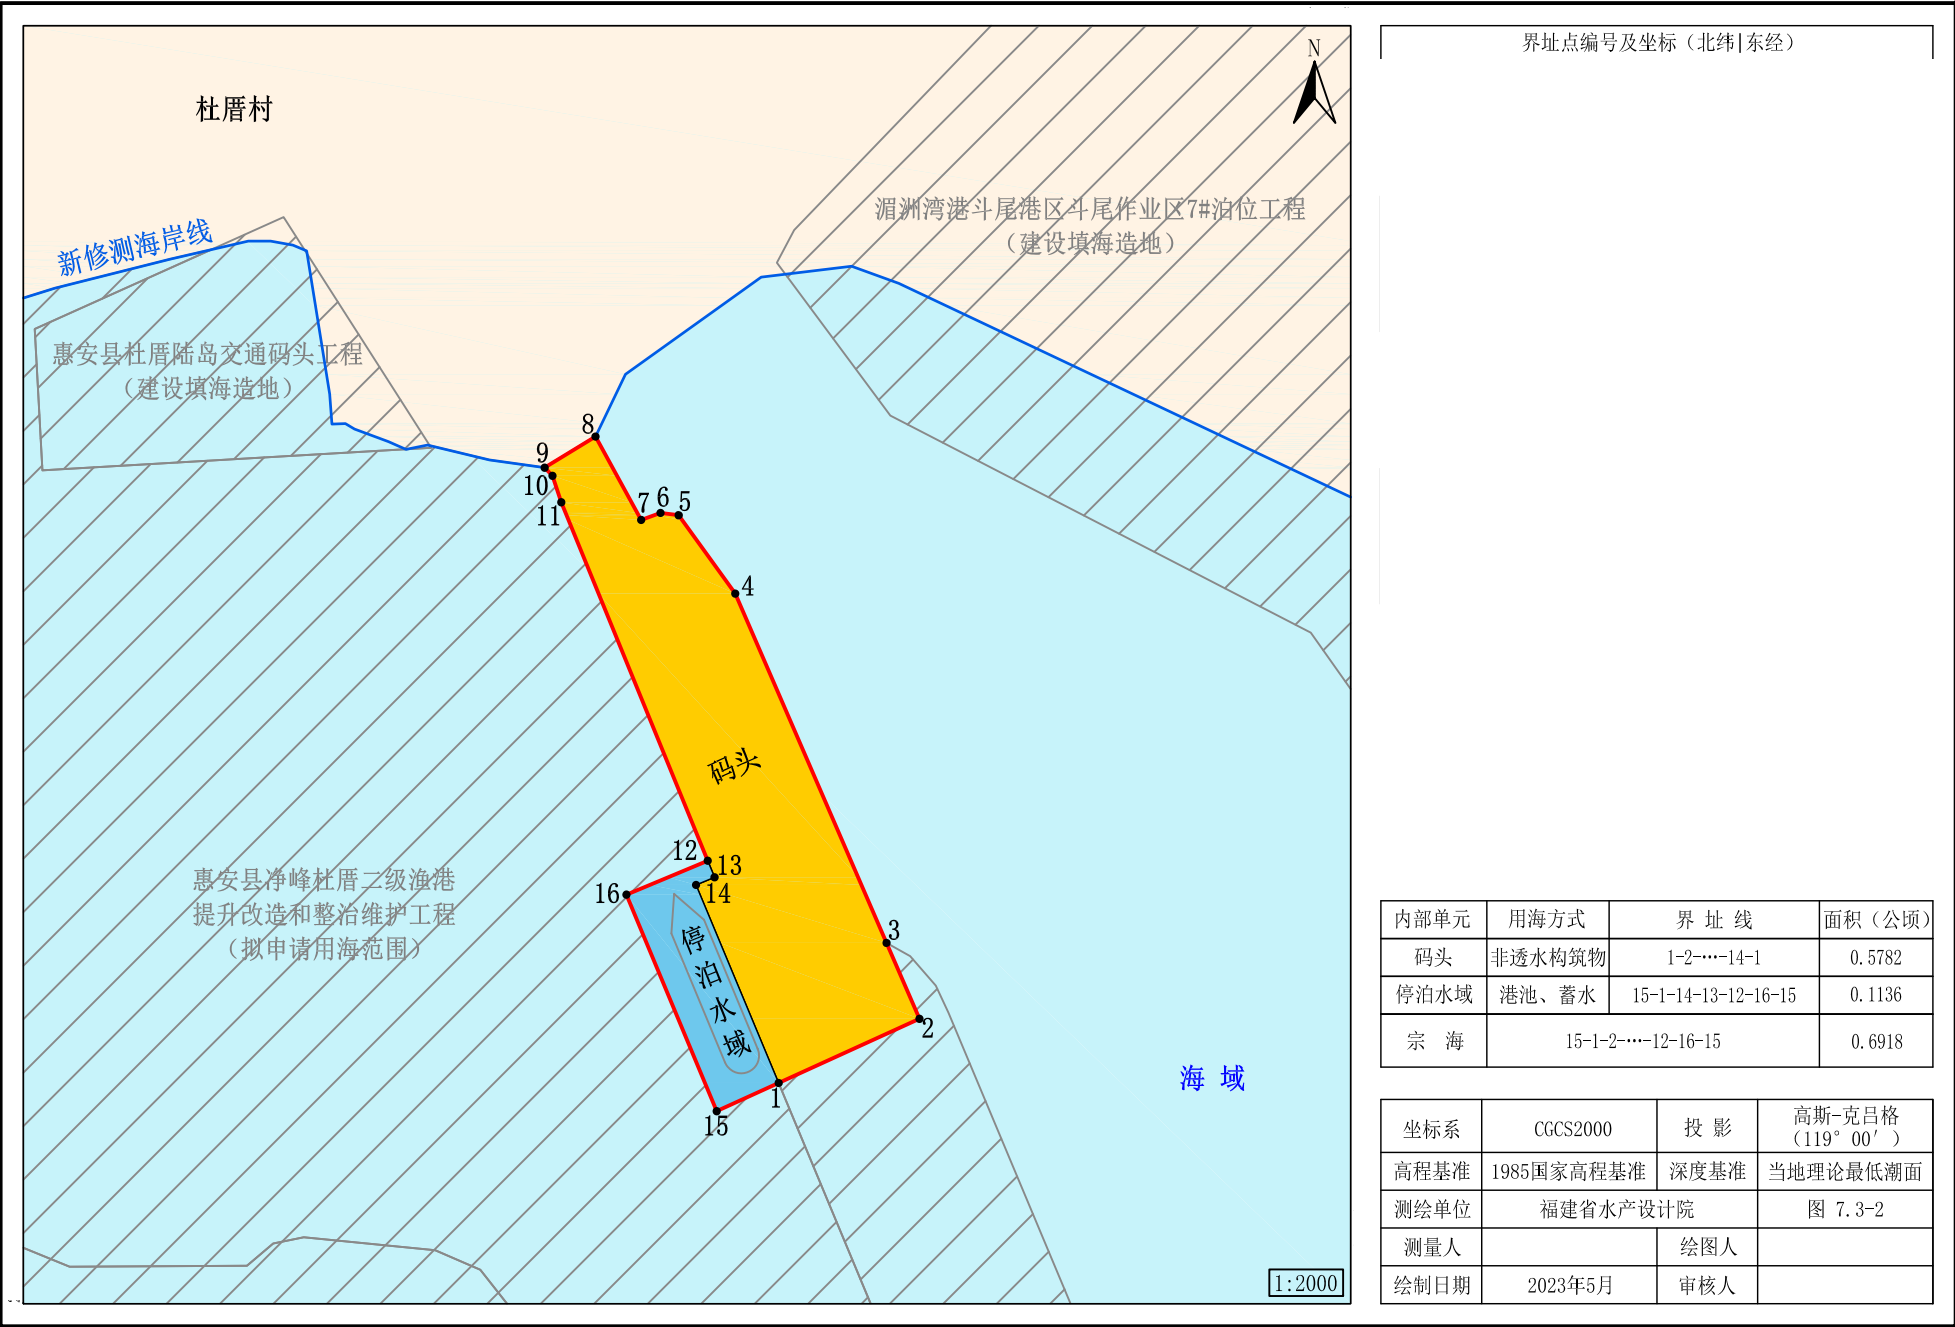 杜厝村
N
湄洲湾港斗尾港区斗尾作业区7#泊位工程
（建设填海造地）
新修测海岸线
惠安县杜厝陆岛交通码头工程
（建设填海造地）
8
9
10
11
7
6
5
4
码头
12
13
14
16
3
2
1
15
停
泊
水
域
惠安县净峰杜厝二级渔港
提升改造和整治维护工程
（拟申请用海范围）
海 域
1:2000
界址点编号及坐标（北纬|东经）
内部单元 用海方式 界 址 线 面积（公顷）
码头 非透水构筑物 1-2-…-14-1 0.5782
停泊水域 港池、蓄水 15-1-14-13-12-16-15 0.1136
宗 海 15-1-2-…-12-16-15 0.6918
坐标系 CGCS2000 投 影 高斯-克吕格
（119°00′）
高程基准 1985国家高程基准 深度基准 当地理论最低潮面
测绘单位 福建省水产设计院 图 7.3-2
测量人 绘图人
绘制日期 2023年5月 审核人